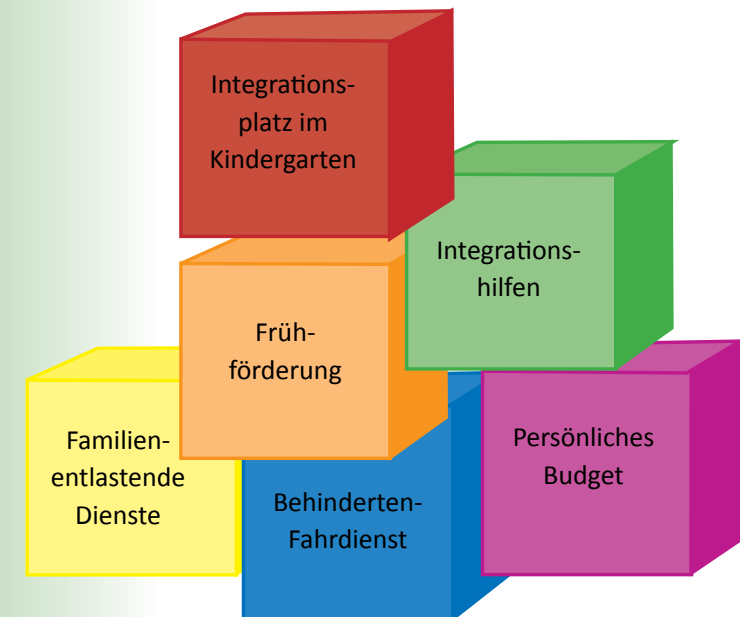 Integrations-
platz im
Kindergarten
Integrations-
hilfen
Früh-
förderung
Familien-
entlastende
Dienste
Behinderten-
Fahrdienst
Persönliches
Budget